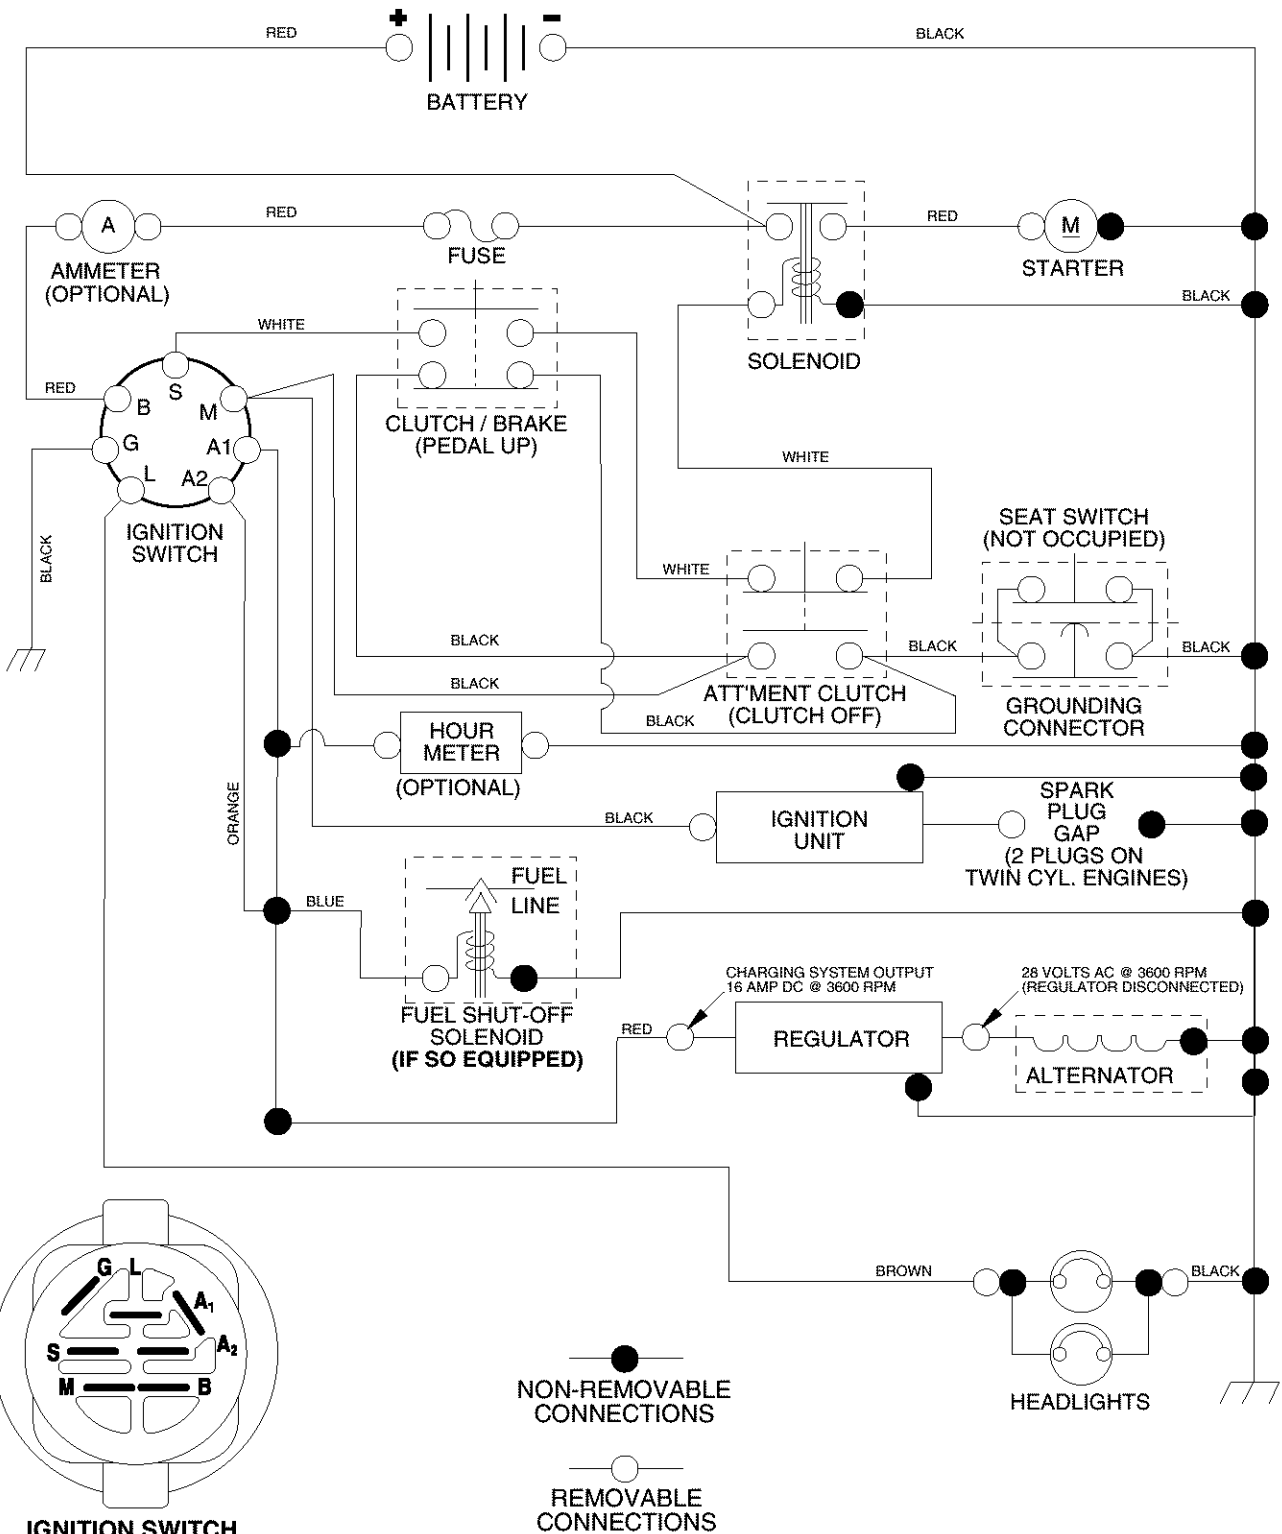 + −
RED
BLACK
BATTERY
A
RED
FUSE
RED
M
STARTER
AMMETER
(OPTIONAL)
BLACK
SOLENOID
WHITE
S
RED
B
M
G
A1
L
A2
CLUTCH / BRAKE
(PEDAL UP)
WHITE
IGNITION
SWITCH
BLACK
SEAT SWITCH
(NOT OCCUPIED)
WHITE
BLACK
BLACK
BLACK
BLACK
ATT'MENT CLUTCH
(CLUTCH OFF)
BLACK
GROUNDING
CONNECTOR
HOUR
METER
(OPTIONAL)
ORANGE
BLACK
IGNITION
UNIT
SPARK
PLUG
GAP
(2 PLUGS ON
TWIN CYL. ENGINES)
BLUE
FUEL
LINE
FUEL SHUT-OFF
SOLENOID
(IF SO EQUIPPED)
CHARGING SYSTEM OUTPUT
16 AMP DC @ 3600 RPM
28 VOLTS AC @ 3600 RPM
(REGULATOR DISCONNECTED)
RED
REGULATOR
ALTERNATOR
BROWN
BLACK
HEADLIGHTS
G L
A1
S
A2
M
B
IGNITION SWITCH
NON-REMOVABLE
CONNECTIONS
REMOVABLE
CONNECTIONS